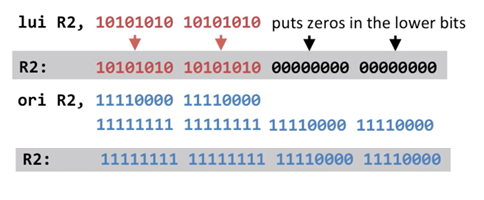 lui R2, 10101010 10101010 puts zeros in the lower bits
R2: 10101010 10101010 00000000 00000000
ori R2, 11110000 11110000
11111111 11111111 11110000 11110000
R2: 11111111 11111111 11110000 11110000